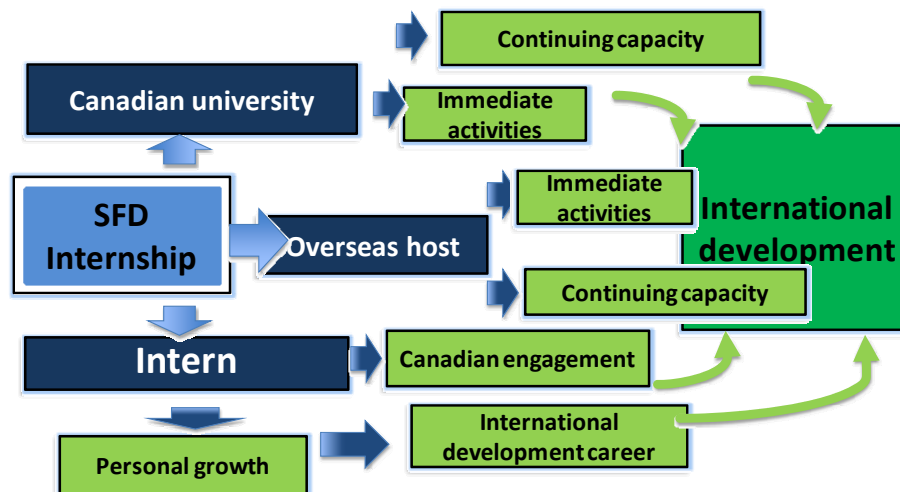 Continuing capacity
Canadian university
Immediate
activities
SFD
Internship
Immediate
activities
International
development
Overseas host
Continuing capacity
Intern
Canadian engagement
International
development career
Personal growth